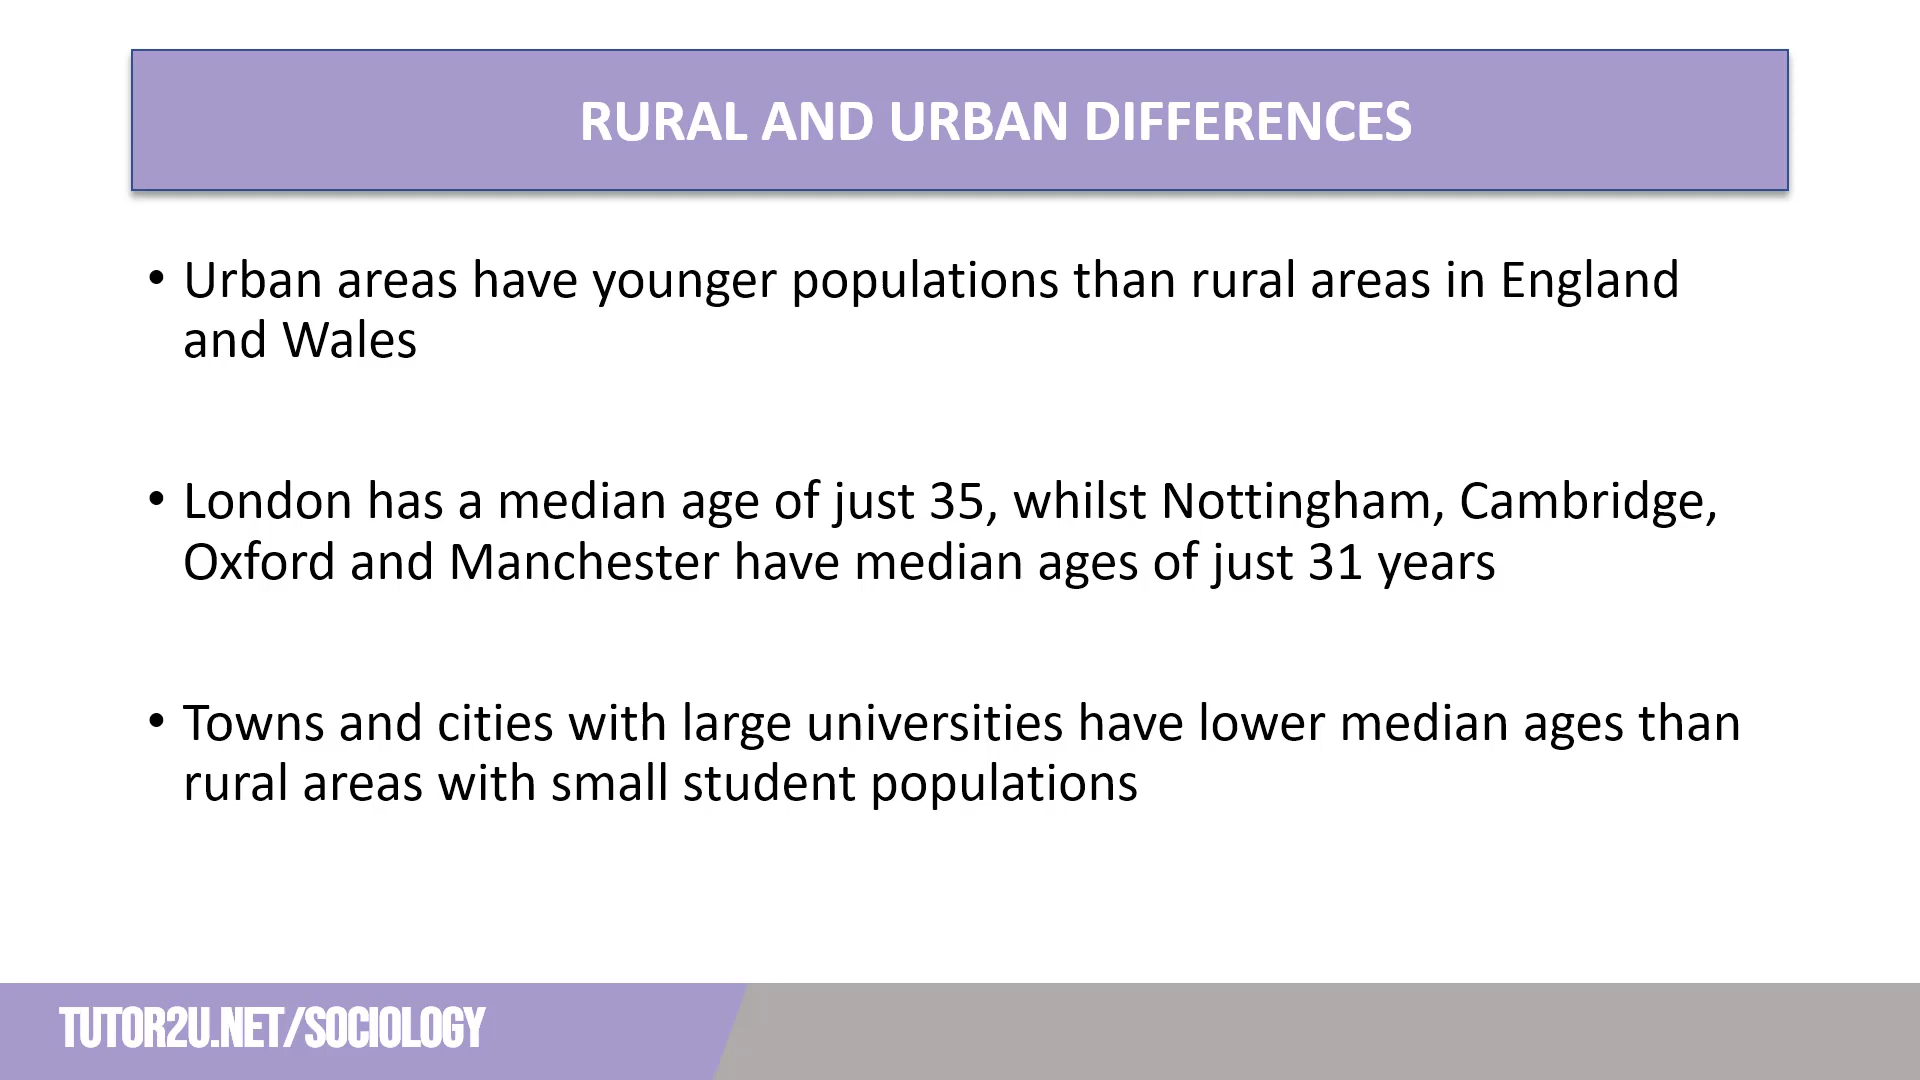 RURAL AND URBAN DIFFERENCES
• Urban areas have younger populations than rural areas in England
and Wales
• London has a median age of just 35, whilst Nottingham, Cambridge,
Oxford and Manchester have median ages of just 31 years
• Towns and cities with large universities have lower median ages than
rural areas with small student populations
TUTOR2U.NET/SOCIOLOGY